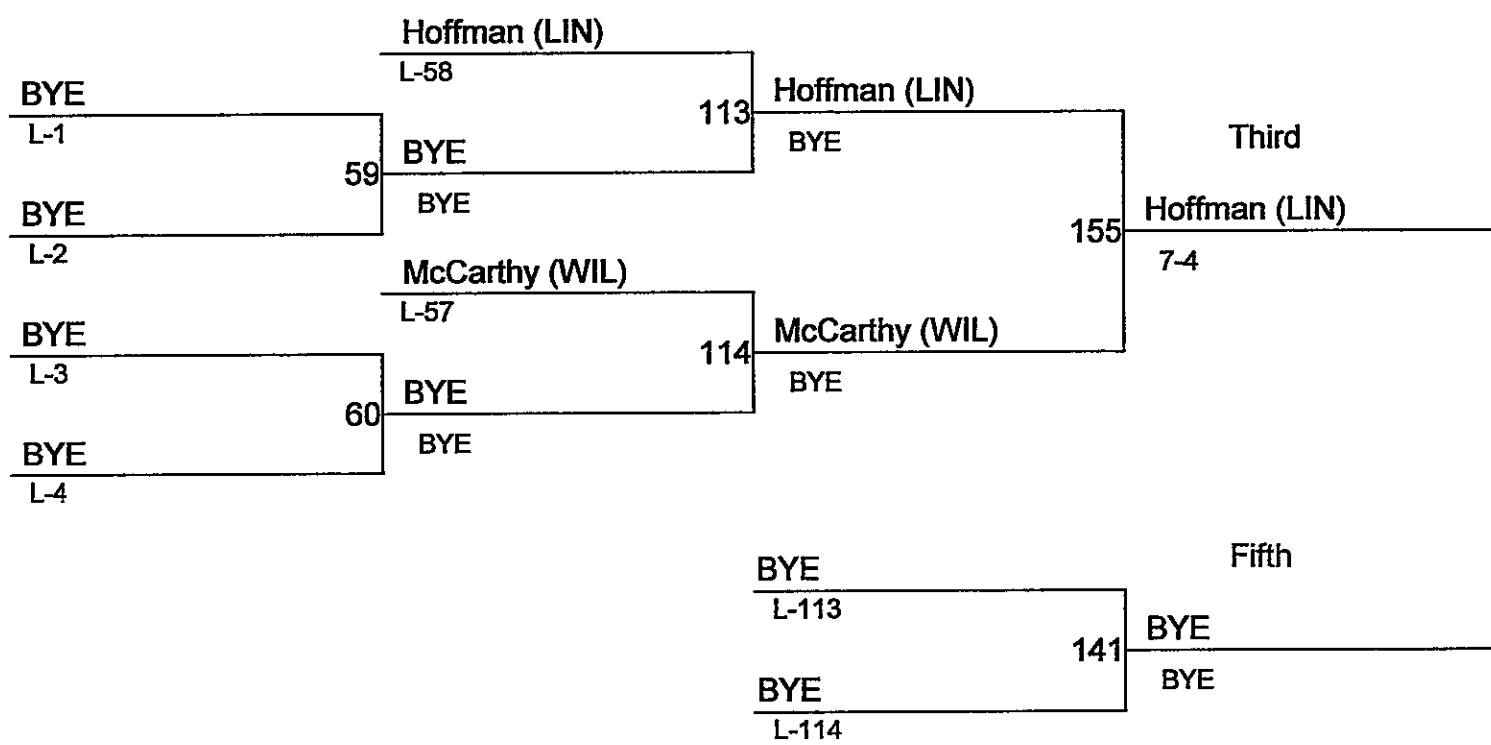 Hoffman (LIN)
L-58
BYE
L-1
113
Hoffman (LIN)
BYE
Third
59
BYE
BYE
BYE
L-2
155
Hoffman (LIN)
7-4
McCarthy (WIL)
L-57
BYE
L-3
114
McCarthy (WIL)
BYE
60
BYE
BYE
BYE
L-4
Fifth
BYE
L-113
141
BYE
BYE
BYE
L-114